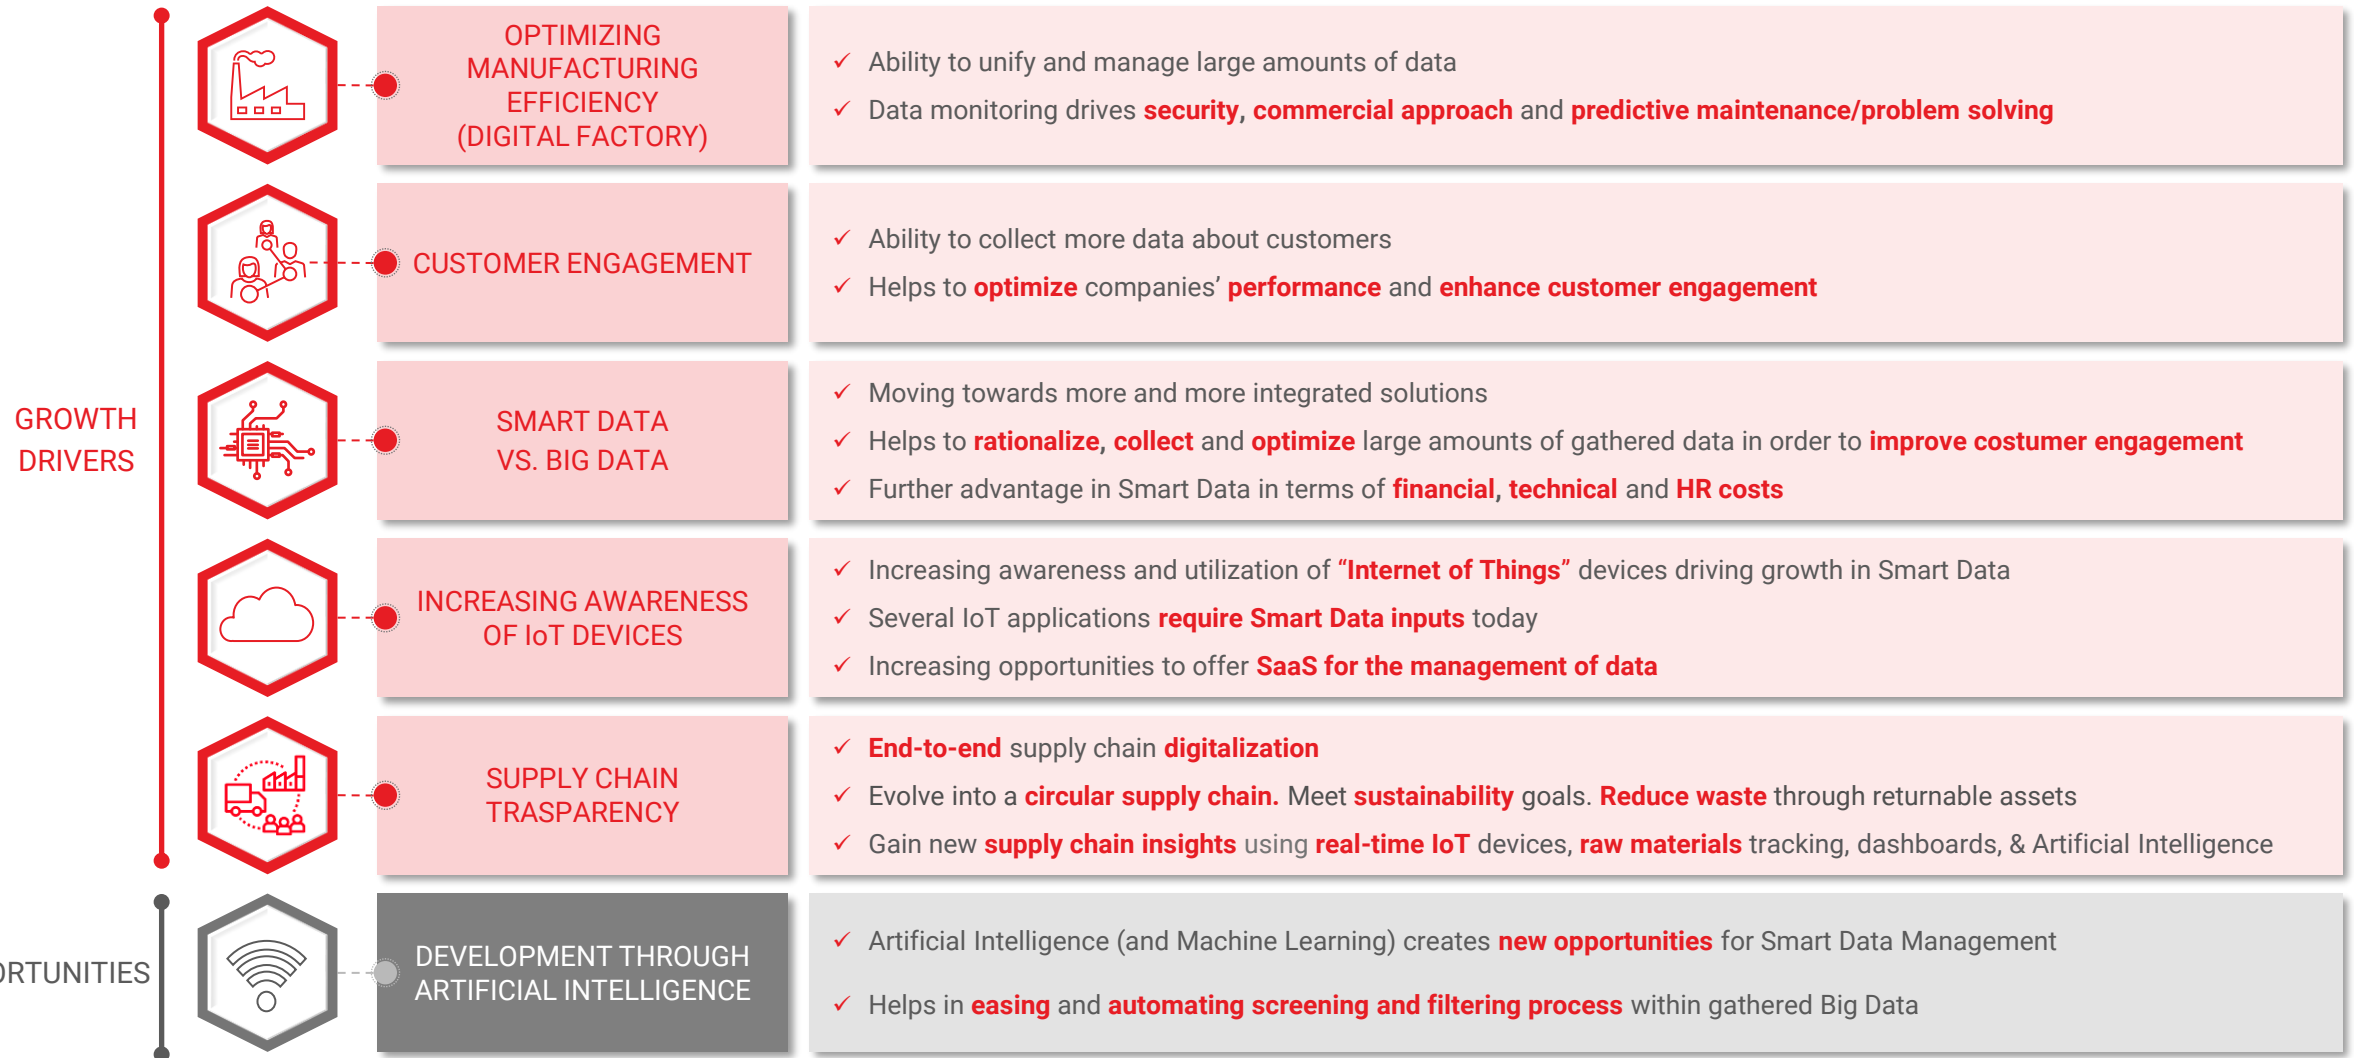 GROWTH
DRIVERS
OPTIMIZING
MANUFACTURING
EFFICIENCY
(DIGITAL FACTORY)
✓ Ability to unify and manage large amounts of data
✓ Data monitoring drives security, commercial approach and predictive maintenance/problem solving
CUSTOMER ENGAGEMENT
✓ Ability to collect more data about customers
✓ Helps to optimize companies’ performance and enhance customer engagement
SMART DATA
VS. BIG DATA
✓ Moving towards more and more integrated solutions
✓ Helps to rationalize, collect and optimize large amounts of gathered data in order to improve costumer engagement
✓ Further advantage in Smart Data in terms of financial, technical and HR costs
INCREASING AWARENESS
OF IoT DEVICES
✓ Increasing awareness and utilization of “Internet of Things” devices driving growth in Smart Data
✓ Several IoT applications require Smart Data inputs today
✓ Increasing opportunities to offer SaaS for the management of data
SUPPLY CHAIN
TRASPARENCY
✓ End-to-end supply chain digitalization
✓ Evolve into a circular supply chain. Meet sustainability goals. Reduce waste through returnable assets
✓ Gain new supply chain insights using real-time IoT devices, raw materials tracking, dashboards, & Artificial Intelligence
ORTUNITIES
DEVELOPMENT THROUGH
ARTIFICIAL INTELLIGENCE
✓ Artificial Intelligence (and Machine Learning) creates new opportunities for Smart Data Management
✓ Helps in easing and automating screening and filtering process within gathered Big Data